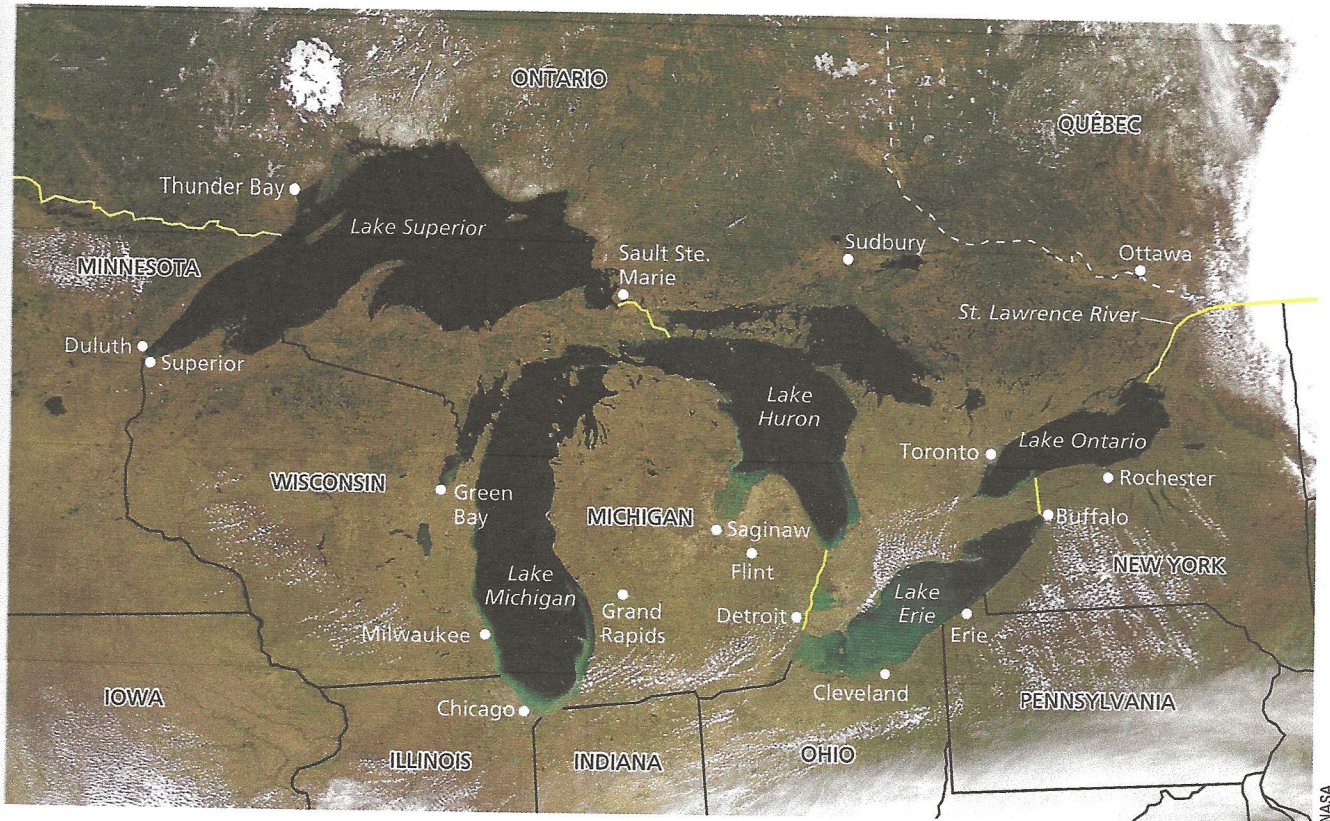 ONTARIO
QUÉBEC
Thunder Bay
Lake Superior
MINNESOTA
Sault Ste.
Marie
Sudbury
Ottawa
St. Lawrence River
Duluth
Superior
Lake
Huron
Toronto
Lake Ontario
Rochester
WISCONSIN
Green
Bay
MICHIGAN
Saginaw
Buffalo
Flint
NEW YORK
Lake
Michigan
Grand
Rapids
Detroit
Lake
Erie
Erie
Milwaukee
Cleveland
IOWA
Chicago
PENNSYLVANIA
ILLINOIS
INDIANA
OHIO
NASA